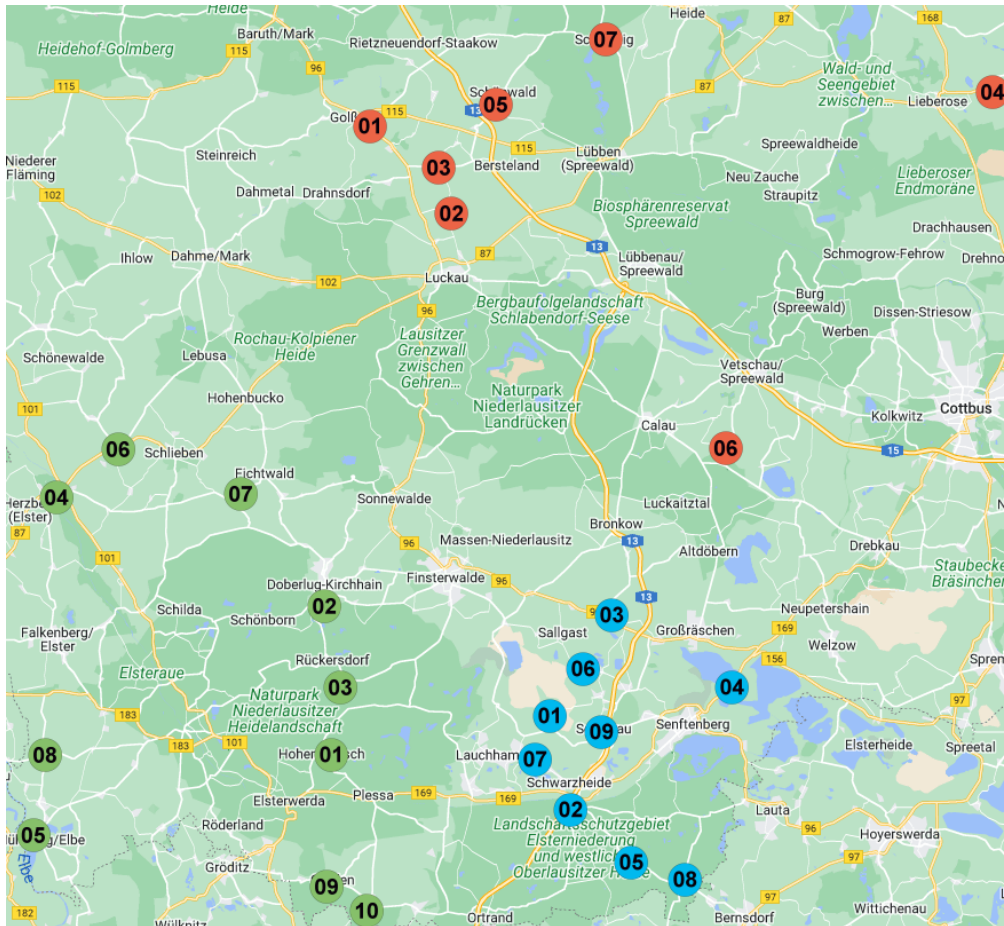 Heide
Baruth/Mark
Heidehof-Golmberg
115
96
115
115
Rietzneuendorf-Staakow
07
Heide
87
168
87
Wald- und
Seengebiet
zwischen...
Lieberose
04
13
05
01
115
115
Niederer
Fläming
Steinreich
03
Bersteland
Lübben
(Spreewald)
Spreewaldheide
102
Dahmetal
Drahnsdorf
02
Neu Zauche
Straupitz
Lieberoser
Endmoräne
Biosphärenreservat
Spreewald
Drachhausen
Ihlow
Dahme/Mark
87
13
102
Luckau
Lübbenau/
Spreewald
Schmogrow-Fehrow
96
Bergbaufolgelandschaft
Schlabendorf-Seese
Burg
(Spreewald)
Dissen-Striesow
Werben
Rochau-Kolpiener
Heide
Lausitzer
Grenzwall
zwischen
Gehren...
Schönewalde
Lebusa
Vetschau/
Spreewald
Naturpark
Niederlausitzer
Landrücken
101
Hohenbucko
Cottbus
Kolkwitz
Calau
06
Schlieben
06
15
Fichtwald
04
07
Sonnewalde
Luckaitztal
(Elster)
87
Bronkow
96
Massen-Niederlausitz
13
Altdöbern
Drebkau
101
Finsterwalde
96
Doberlug-Kirchhain
13
02
03
Schilda
Schönborn
Neupetershain
Falkenberg/
Elster
Sallgast
Großräschen
169
Welzow
156
Elsteraue
Rückersdorf
06
03
04
97
Naturpark
Niederlausitzer
Heidelandschaft
183
01
09
Senftenberg
183
101
01
Elsterheide
Spreetal
08
07
Schwarzheide
Elsterwerda
Plessa
169
169
02
Lauta
05
Röderland
Landschaftsschutzgebiet
Elsterniederung
und westliche
Oberlausitzer Heide
96
Hoyerswerda
Elbe
Gröditz
05
97
09
08
97
182
10
Wülknitz
Ortrand
Bernsdorf
Wittichenau